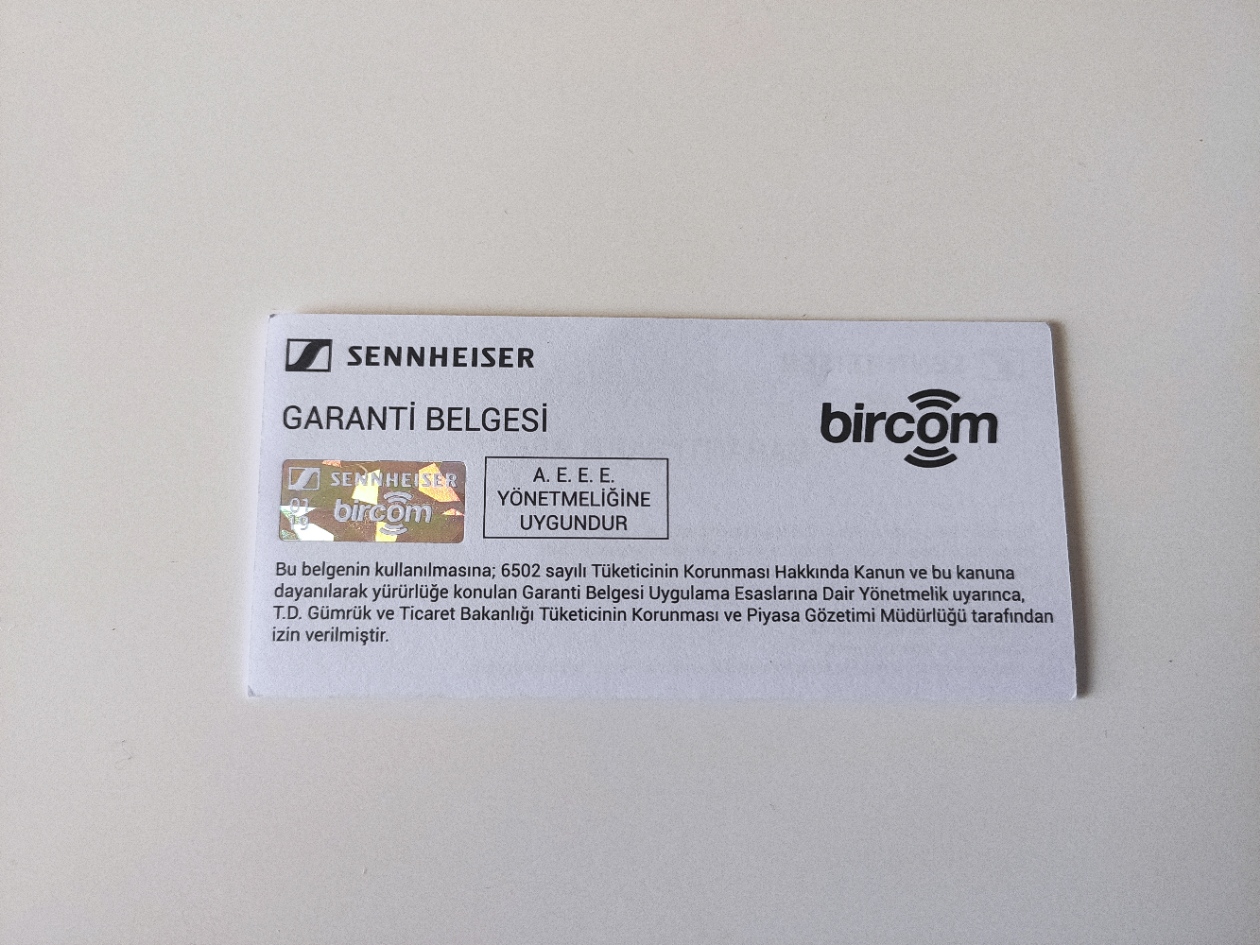 SENNHEISER
GARANTİ BELGESİ
bircom
SENNHEISER
01
19
bircom
A. E. E. E.
YÖNETMELİĞİNE
UYGUNDUR
Bu belgenin kullanılmasına; 6502 sayılı Tüketicinin Korunması Hakkında Kanun ve bu kanuna
dayanılarak yürürlüğe konulan Garanti Belgesi Uygulama Esaslarına Dair Yönetmelik uyarınca,
T.D. Gümrük ve Ticaret Bakanlığı Tüketicinin Korunması ve Piyasa Gözetimi Müdürlüğü tarafından
izin verilmiştir.